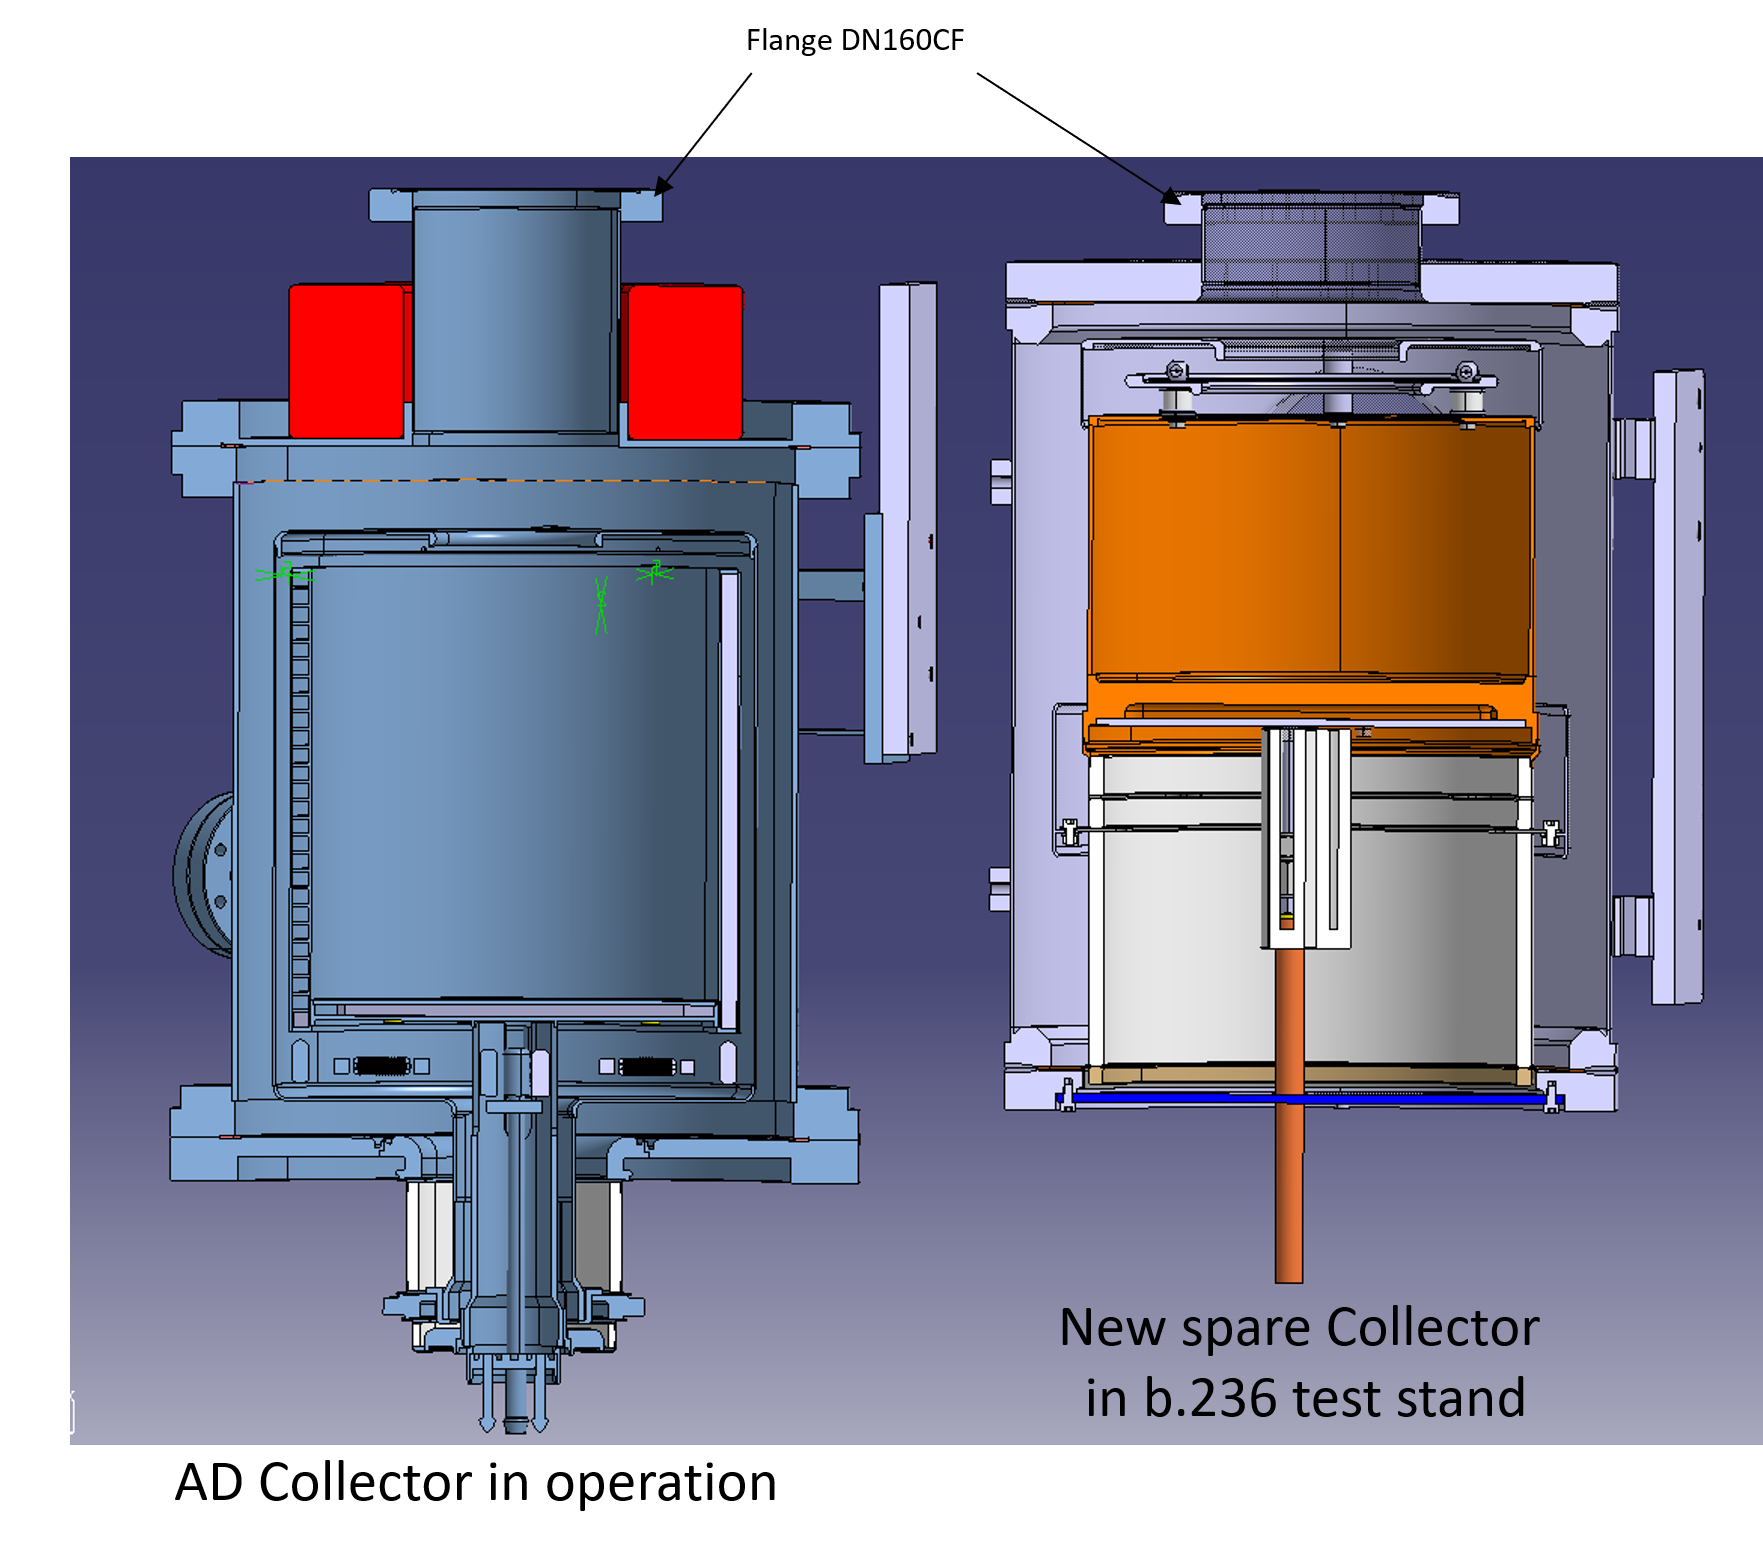 Flange DN160CF
New spare Collector
in b.236 test stand
AD Collector in operation